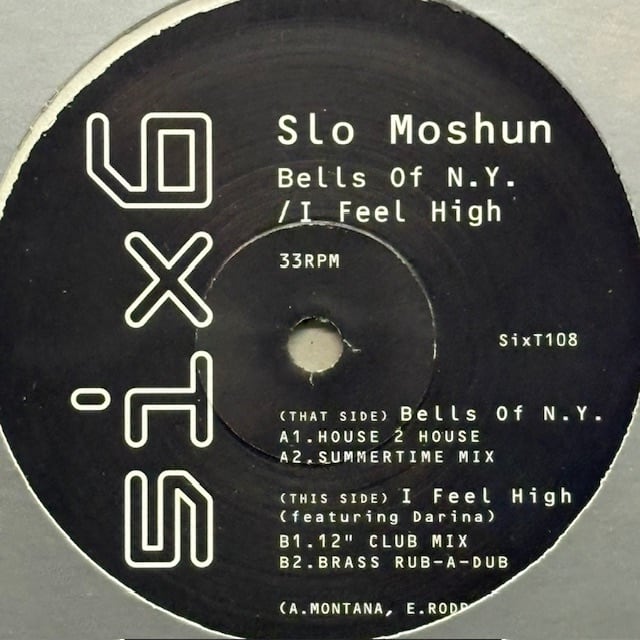 six6
Slo Moshun
Bells Of N.Y.
/I Feel High
33RPM
SixT108
(THAT SIDE) Bells Of N.Y.
A1.HOUSE 2 HOUSE
A2.SUMMERTIME MIX
(THIS SIDE) I Feel High
(featuring Darina)
B1.12" CLUB MIX
B2.BRASS RUB-A-DUB
(A.MONTANA, E.